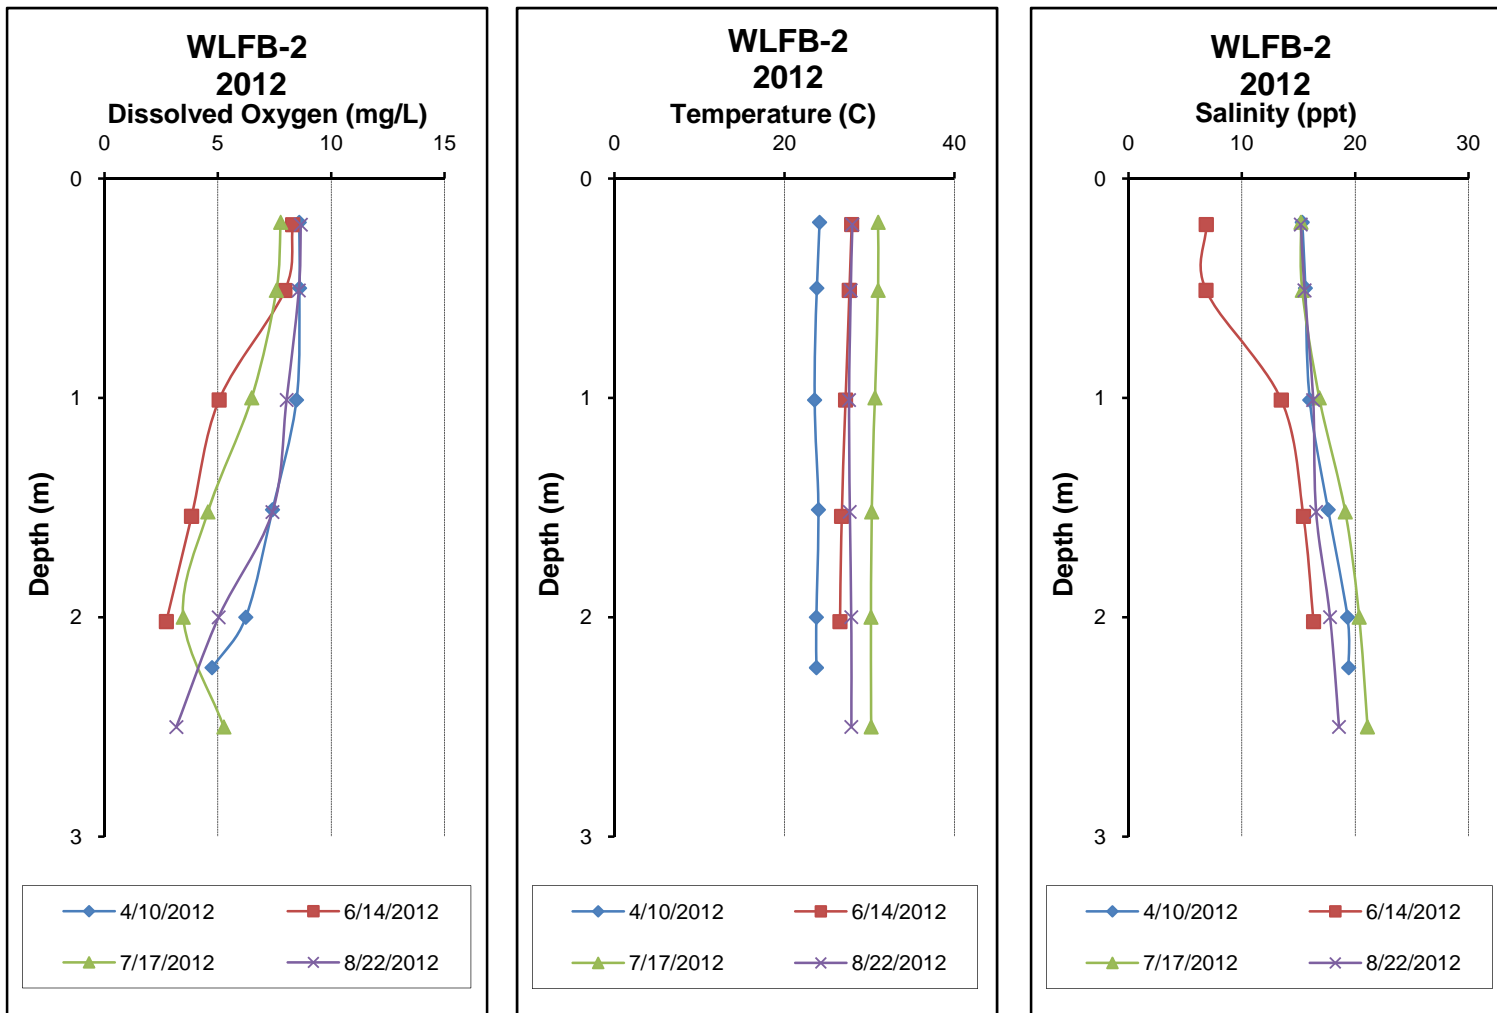 WLFB-2
2012
Dissolved Oxygen (mg/L)
0 5 10 15
0
1
2
3
Depth (m)
4/10/2012 6/14/2012
7/17/2012 8/22/2012
WLFB-2
2012
Temperature (C)
0 20 40
0
1
2
3
Depth (m)
4/10/2012 6/14/2012
7/17/2012 8/22/2012
WLFB-2
2012
Salinity (ppt)
0 10 20 30
0
1
2
3
Depth (m)
4/10/2012 6/14/2012
7/17/2012 8/22/2012